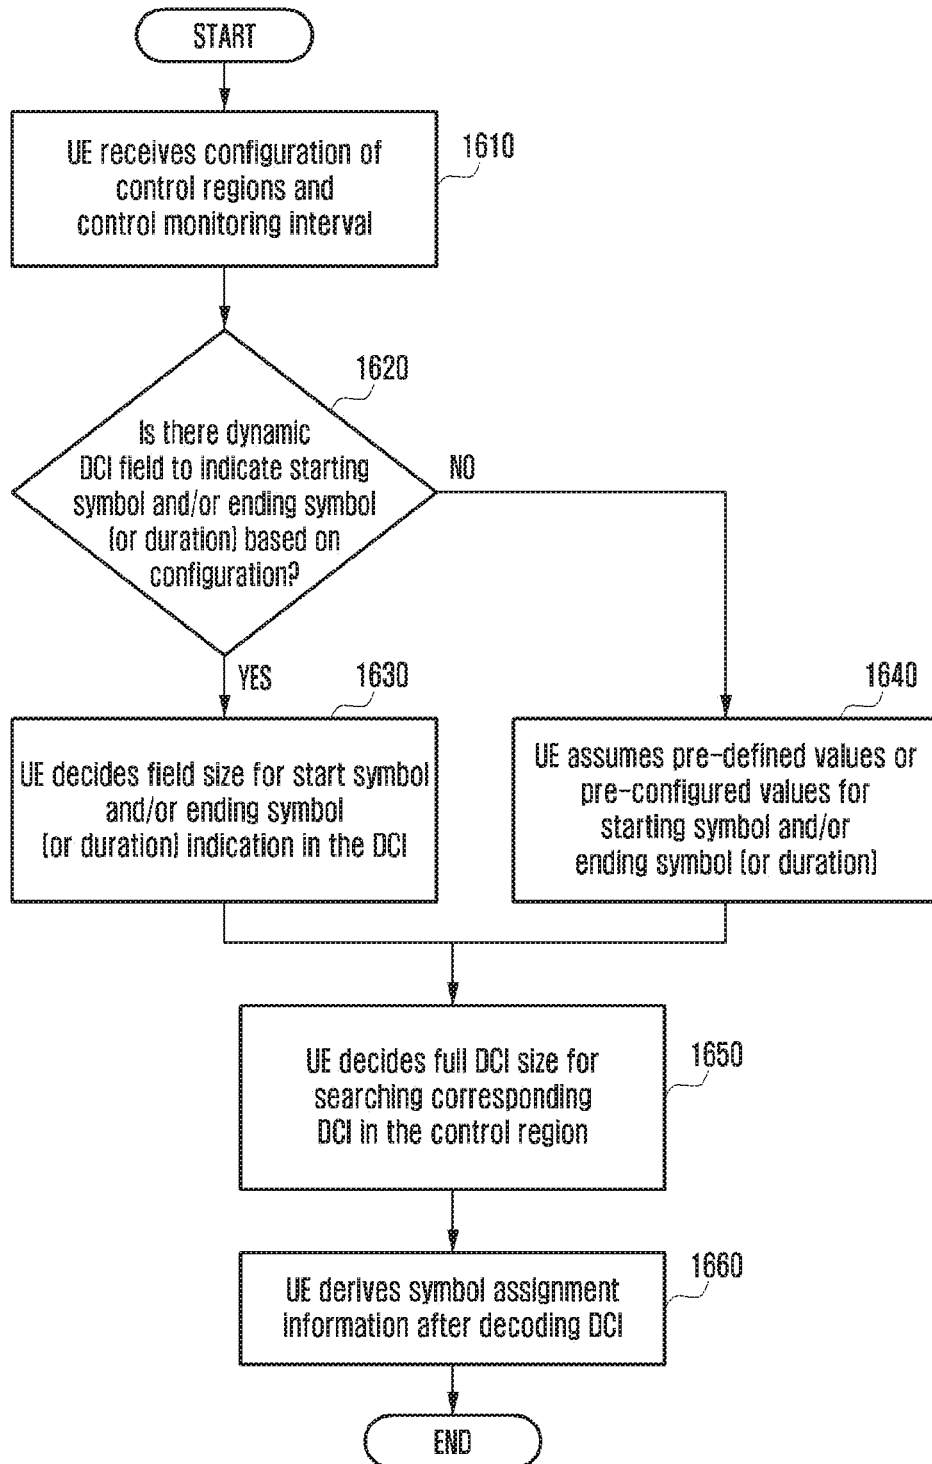 START
UE receives configuration of
control regions and
control monitoring interval
1610
1620
Is there dynamic
DCI field to indicate starting
symbol and/or ending symbol
(or duration) based on
configuration?
NO
YES
1630
1640
UE decides field size for start symbol
and/or ending symbol
(or duration) indication in the DCI
UE assumes pre-defined values or
pre-configured values for
starting symbol and/or
ending symbol (or duration)
UE decides full DCI size for
searching corresponding
DCI in the control region
1650
UE derives symbol assignment
information after decoding DCI
1660
END